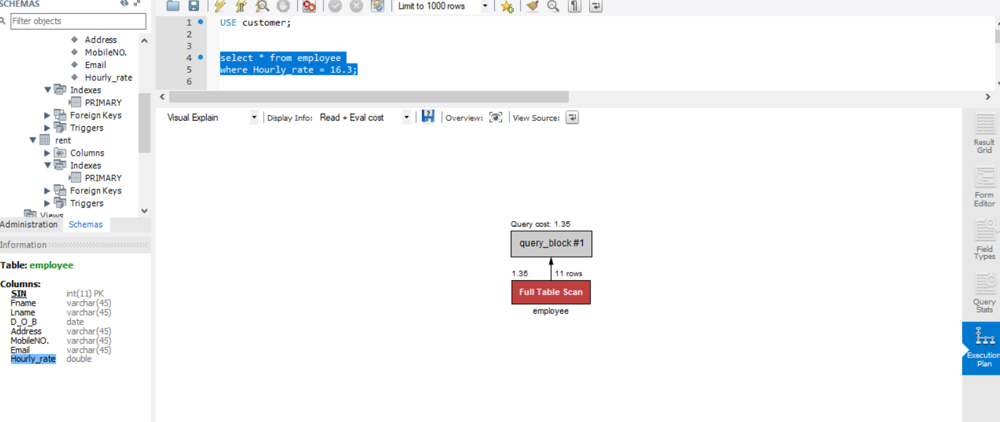 SCHEMAS
Filter objects
Address
MobileNO.
Email
Hourly_rate
Indexes
PRIMARY
Foreign Keys
Triggers
rent
Columns
Indexes
PRIMARY
Foreign Keys
Triggers
Views
Administration Schemas
Information
Table: employee
Columns:
SIN int(11) PK
Fname varchar(45)
Lname varchar(45)
D_O_B date
Address varchar(45)
MobileNO. varchar(45)
Email varchar(45)
Hourly_rate double
Limit to 1000 rows
1 USE customer;
2
3
4 select * from employee
5 where Hourly_rate = 16.3;
6
Visual Explain Display Info: Read + Eval cost Overview: View Source:
Query cost: 1.35
query_block #1
1.35 11 rows
Full Table Scan
employee
Result
Grid
Form
Editor
Field
Types
Query
Stats
Execution
Plan